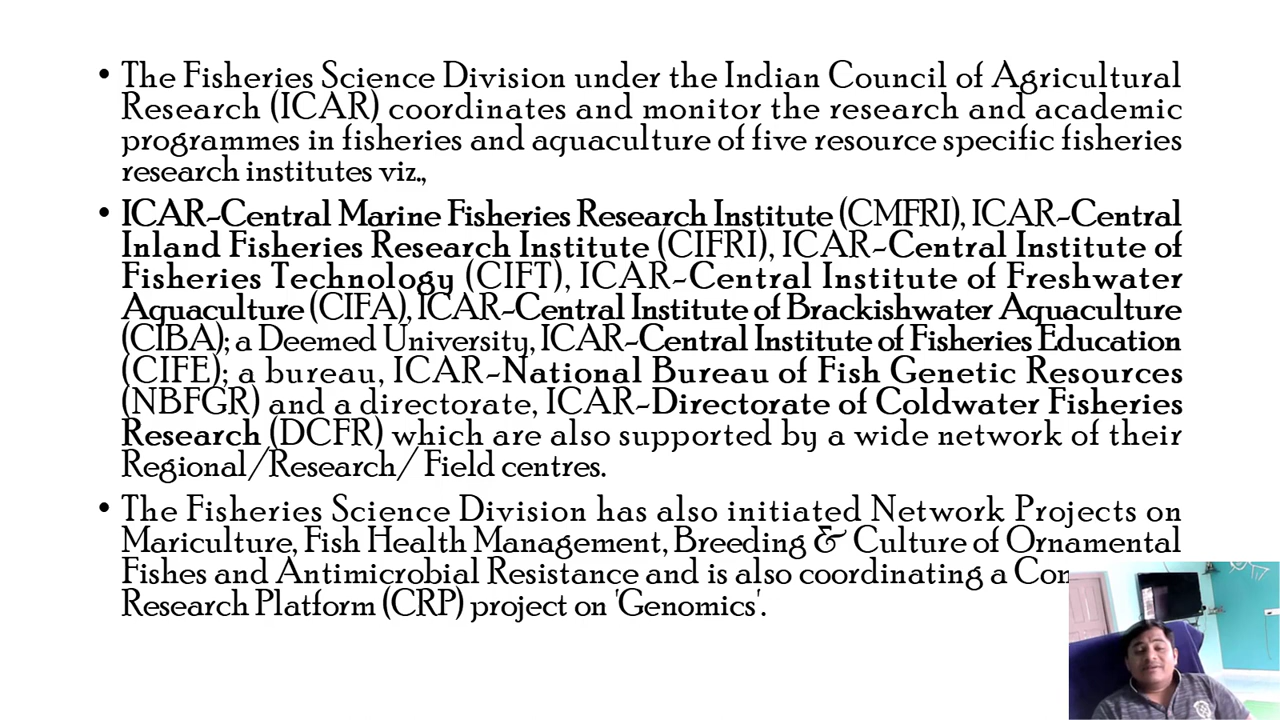 • The Fisheries Science Division under the Indian Council of Agricultural
Research (ICAR) coordinates and monitor the research and academic
programmes in fisheries and aquaculture of five resource specific fisheries
research institutes viz.,
• ICAR-Central Marine Fisheries Research Institute (CMFRI), ICAR-Central
Inland Fisheries Research Institute (CIFRI), ICAR-Central Institute of
Fisheries Technology (CIFT), ICAR-Central Institute of Freshwater
Aquaculture (CIFA), ICAR-Central Institute of Brackishwater Aquaculture
(CIBA); a Deemed University, ICAR-Central Institute of Fisheries Education
(CIFE); a bureau, ICAR-National Bureau of Fish Genetic Resources
(NBFGR) and a directorate, ICAR-Directorate of Coldwater Fisheries
Research (DCFR) which are also supported by a wide network of their
Regional/Research/ Field centres.
• The Fisheries Science Division has also initiated Network Projects on
Mariculture, Fish Health Management, Breeding & Culture of Ornamental
Fishes and Antimicrobial Resistance and is also coordinating a
Research Platform (CRP) project on 'Genomics'.